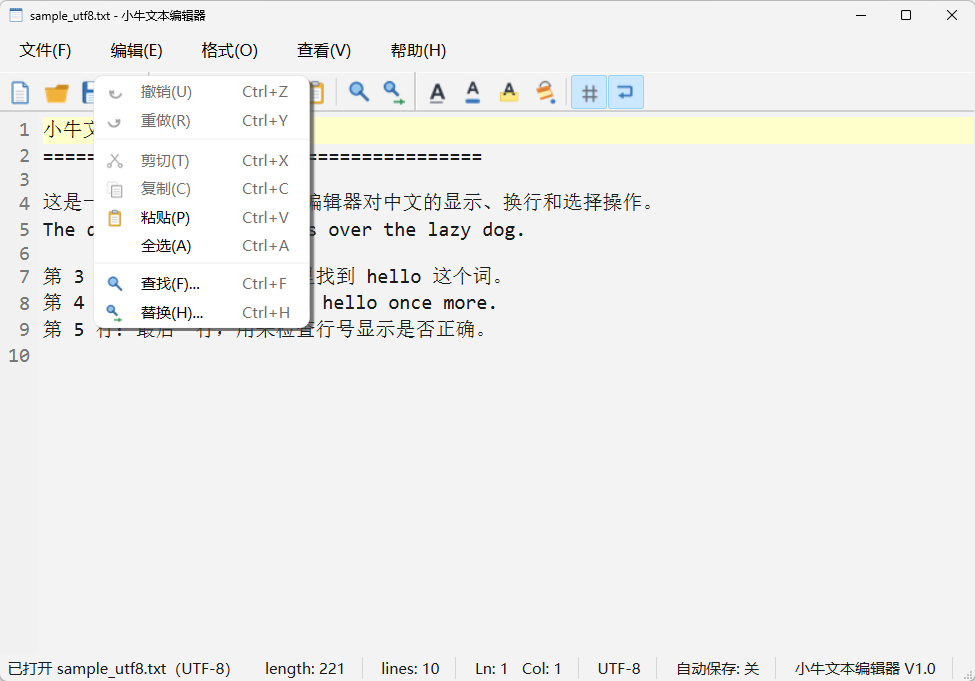 sample_utf8.txt - 小牛文本编辑器
文件(F) 编辑(E) 格式(O) 查看(V) 帮助(H)
撤销(U) Ctrl+Z
重做(R) Ctrl+Y
剪切(T) Ctrl+X
复制(C) Ctrl+C
粘贴(P) Ctrl+V
全选(A) Ctrl+A
查找(F)... Ctrl+F
替换(H)... Ctrl+H
1 小牛
2 ==== ================
3
4 这是 编辑器对中文的显示、换行和选择操作。
5 The over the lazy dog.
6
7 第 3 找到 hello 这个词。
8 第 4 hello once more.
9 第 5 行：最后一行，用来检查行号显示是否正确。
10
已打开 sample_utf8.txt（UTF-8） length: 221 lines: 10 Ln: 1 Col: 1 UTF-8 自动保存: 关 小牛文本编辑器 V1.0